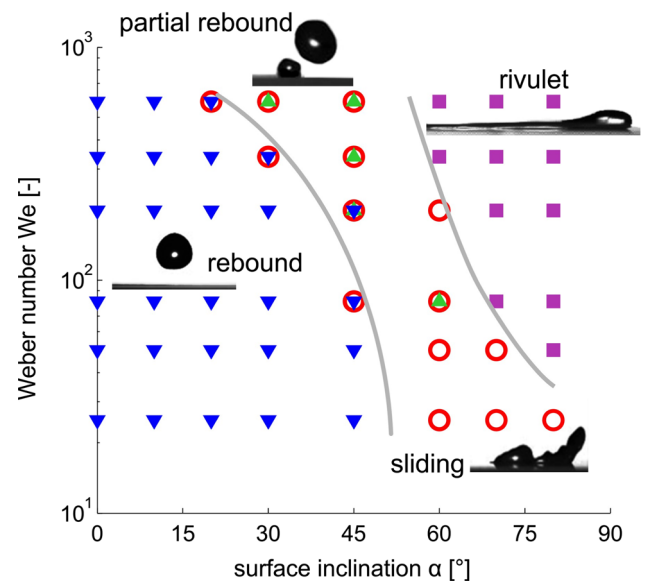 partial rebound
rivulet
rebound
sliding
Weber number We [-]
10³
10²
10¹
0 15 30 45 60 75 90
surface inclination α [°]